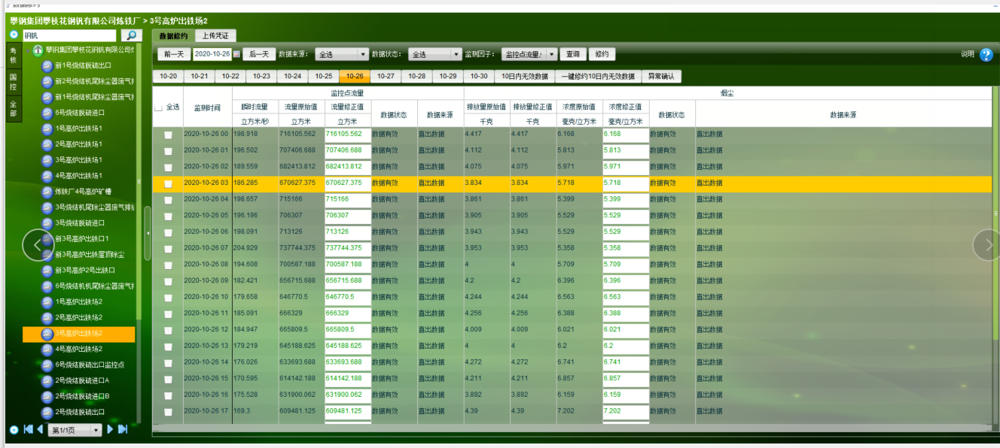 数据修约
攀钢集团攀枝花钢钒有限公司炼铁厂 > 3号高炉出铁场2
钢钒
数据修约 上传凭证
考核
国控
全部
攀钢集团攀枝花钢钒有限公司
新1号烧结脱硫出口
新2号烧结机尾除尘器废气
新1号烧结机尾除尘器废气
6号烧结脱硫进口
1号高炉出铁场1
2号高炉出铁场1
3号高炉出铁场1
4号高炉出铁场1
炼铁厂4号高炉矿槽
3号烧结机尾除尘器废气排
3号烧结脱硫进口
新3号高炉出铁口1
新3号高炉出铁屋顶除尘
新3号高炉2号出铁口
6号烧结机机尾除尘器废气
1号高炉出铁场2
2号高炉出铁场2
3号高炉出铁场2
4号高炉出铁场2
6号烧结脱硫出口监控点
2号烧结脱硫进口A
2号烧结脱硫进口B
2号烧结脱硫出口
第1/1页
前一天 2020-10-26 后一天 数据来源： 全选 数据状态： 全选 监测因子： 监控点流量 查询 修约 说明
10-20 10-21 10-22 10-23 10-24 10-25 10-26 10-27 10-28 10-29 10-30 10日内无效数据 一键修约10日内无效数据 异常确认
监控点流量 烟尘
全选 监测时间 瞬时流量 流量原始值 流量修正值 数据状态 数据来源 排放量原始值 排放量修正值 浓度原始值 浓度修正值 数据状态 数据来源
立方米/秒 立方米 立方米 千克 千克 毫克/立方米 毫克/立方米
2020-10-26 00 198.918 716105.562 716105.562 数据有效 直出数据 4.417 4.417 6.168 6.168 数据有效 直出数据
2020-10-26 01 196.502 707406.688 707406.688 数据有效 直出数据 4.112 4.112 5.813 5.813 数据有效 直出数据
2020-10-26 02 189.559 682413.812 682413.812 数据有效 直出数据 4.075 4.075 5.971 5.971 数据有效 直出数据
2020-10-26 03 186.285 670627.375 670627.375 数据有效 直出数据 3.834 3.834 5.718 5.718 数据有效 直出数据
2020-10-26 04 198.657 715166 715166 数据有效 直出数据 3.861 3.861 5.399 5.399 数据有效 直出数据
2020-10-26 05 196.196 706307 706307 数据有效 直出数据 3.905 3.905 5.529 5.529 数据有效 直出数据
2020-10-26 06 198.091 713126 713126 数据有效 直出数据 3.943 3.943 5.529 5.529 数据有效 直出数据
2020-10-26 07 204.929 737744.375 737744.375 数据有效 直出数据 3.953 3.953 5.358 5.358 数据有效 直出数据
2020-10-26 08 194.608 700587.188 700587.188 数据有效 直出数据 4 4 5.709 5.709 数据有效 直出数据
2020-10-26 09 182.421 656715.688 656715.688 数据有效 直出数据 4.2 4.2 6.396 6.396 数据有效 直出数据
2020-10-26 10 179.658 646770.5 646770.5 数据有效 直出数据 4.244 4.244 6.563 6.563 数据有效 直出数据
2020-10-26 11 185.091 666329 666329 数据有效 直出数据 4.256 4.256 6.388 6.388 数据有效 直出数据
2020-10-26 12 184.947 665809.5 665809.5 数据有效 直出数据 4.009 4.009 6.021 6.021 数据有效 直出数据
2020-10-26 13 179.219 645188.625 645188.625 数据有效 直出数据 4 4 6.2 6.2 数据有效 直出数据
2020-10-26 14 176.026 633693.688 633693.688 数据有效 直出数据 4.272 4.272 6.741 6.741 数据有效 直出数据
2020-10-26 15 170.595 614142.188 614142.188 数据有效 直出数据 4.211 4.211 6.857 6.857 数据有效 直出数据
2020-10-26 16 175.528 631900.062 631900.062 数据有效 直出数据 3.892 3.892 6.159 6.159 数据有效 直出数据
2020-10-26 17 169.3 609481.125 609481.125 数据有效 直出数据 4.39 4.39 7.202 7.202 数据有效 直出数据